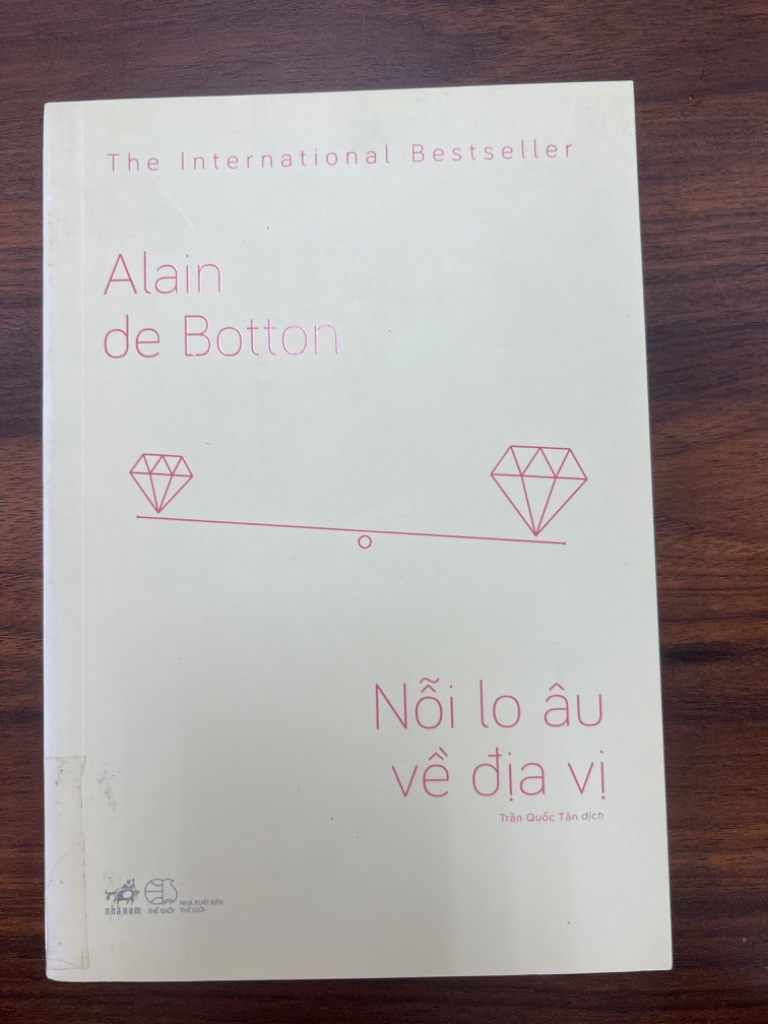 The International Bestseller
Alain
de Botton
Nỗi lo âu
về địa vị
Trần Quốc Tân dịch
nhã nam
THẾ GIỚI
NHÀ XUẤT BẢN
THẾ GIỚI